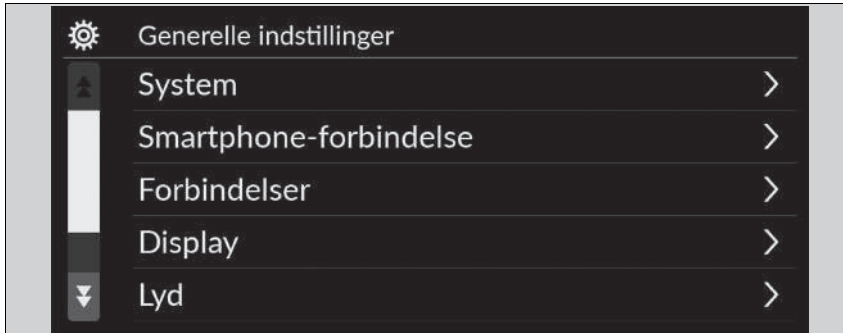 Generelle indstillinger
System
Smartphone-forbindelse
Forbindelser
Display
Lyd